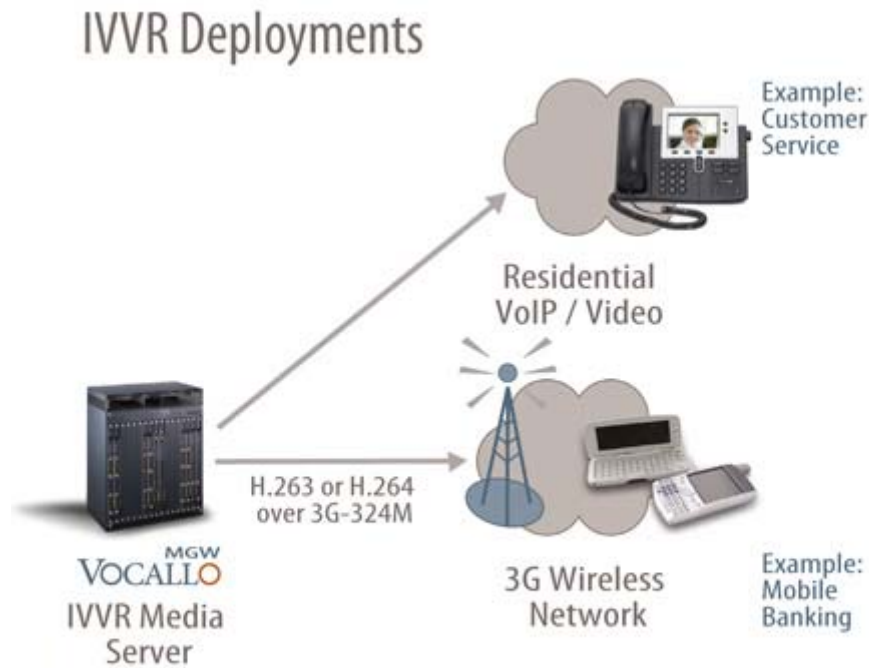 IVVR Deployments
Example:
Customer
Service
Residential
VoIP / Video
H.263 or H.264
over 3G-324M
MGW
VOCALLO
IVVR Media
Server
3G Wireless
Network
Example:
Mobile
Banking